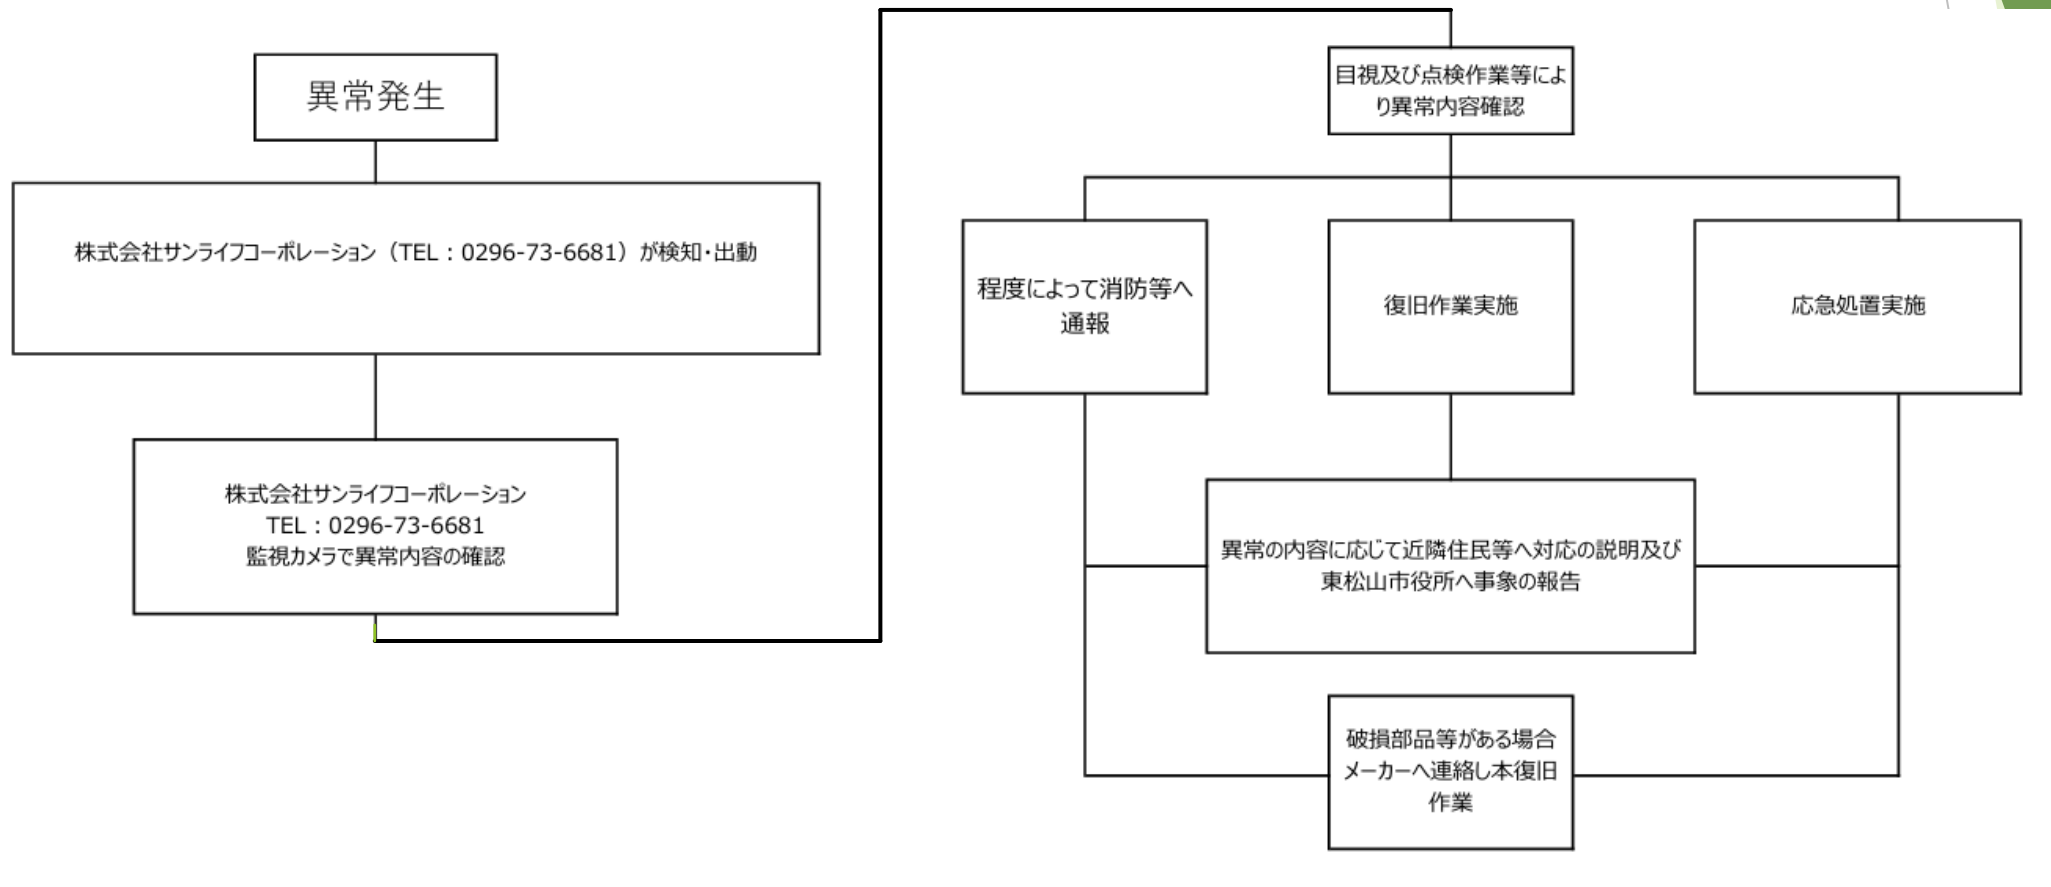 異常発生
株式会社サンライフコーポレーション（TEL：0296-73-6681）が検知・出動
株式会社サンライフコーポレーション
TEL：0296-73-6681
監視カメラで異常内容の確認
目視及び点検作業等によ
り異常内容確認
程度によって消防等へ
通報
復旧作業実施
応急処置実施
異常の内容に応じて近隣住民等へ対応の説明及び
東松山市役所へ事象の報告
破損部品等がある場合
メーカーへ連絡し本復旧
作業